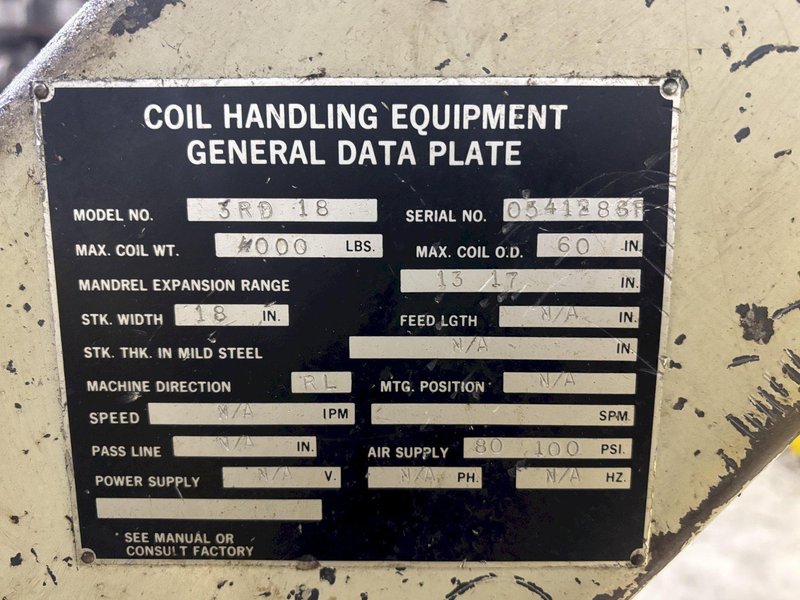 COIL HANDLING EQUIPMENT
GENERAL DATA PLATE
MODEL NO. 3RD 18 SERIAL NO. 0341286F
MAX. COIL WT. 4000 LBS. MAX. COIL O.D. 60 IN.
MANDREL EXPANSION RANGE 13 17 IN.
STK. WIDTH 18 IN. FEED LGTH N/A IN.
STK. THK. IN MILD STEEL N/A IN.
MACHINE DIRECTION RL MTG. POSITION N/A
SPEED N/A IPM SPM.
PASS LINE N/A IN. AIR SUPPLY 80 100 PSI.
POWER SUPPLY N/A V. N/A PH. N/A HZ.
SEE MANUAL OR
CONSULT FACTORY